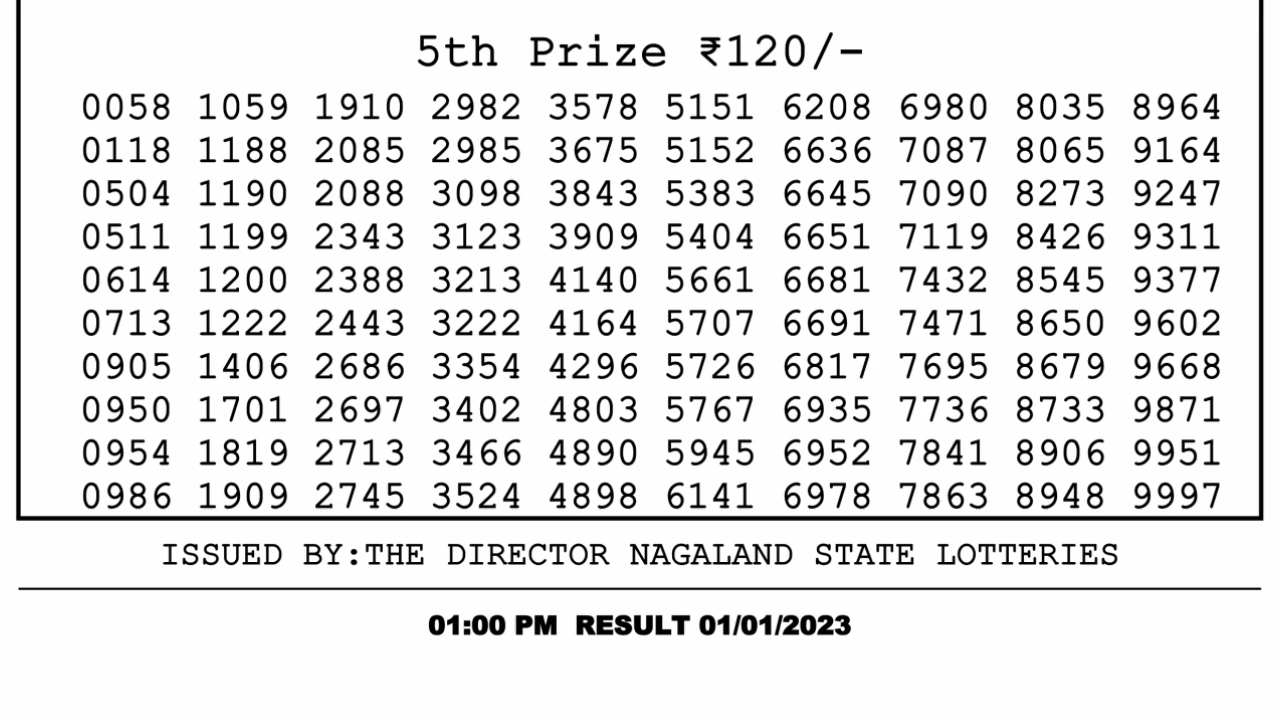 5th Prize ₹120/-
0058 1059 1910 2982 3578 5151 6208 6980 8035 8964
0118 1188 2085 2985 3675 5152 6636 7087 8065 9164
0504 1190 2088 3098 3843 5383 6645 7090 8273 9247
0511 1199 2343 3123 3909 5404 6651 7119 8426 9311
0614 1200 2388 3213 4140 5661 6681 7432 8545 9377
0713 1222 2443 3222 4164 5707 6691 7471 8650 9602
0905 1406 2686 3354 4296 5726 6817 7695 8679 9668
0950 1701 2697 3402 4803 5767 6935 7736 8733 9871
0954 1819 2713 3466 4890 5945 6952 7841 8906 9951
0986 1909 2745 3524 4898 6141 6978 7863 8948 9997
ISSUED BY:THE DIRECTOR NAGALAND STATE LOTTERIES
01:00 PM RESULT 01/01/2023